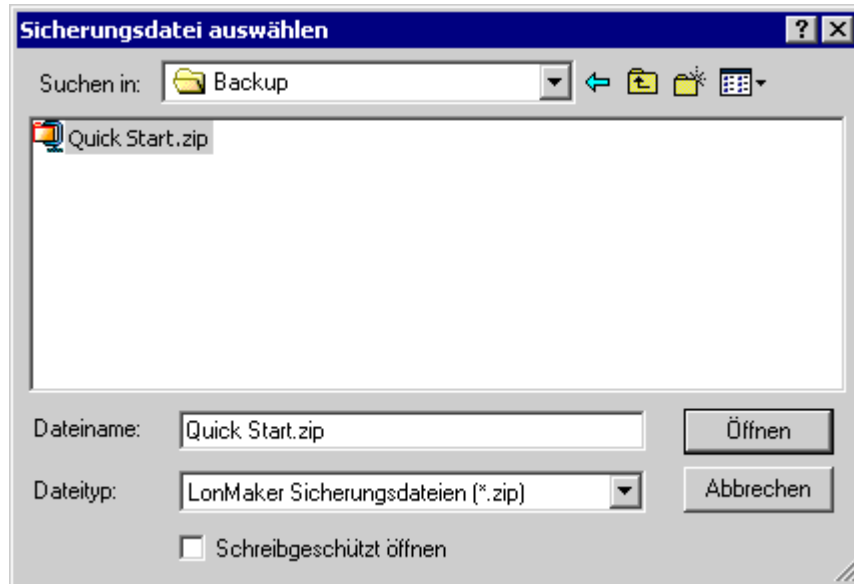 Sicherungsdatei auswählen
Suchen in: Backup
Quick Start.zip
Dateiname: Quick Start.zip Öffnen
Dateityp: LonMaker Sicherungsdateien (*.zip) Abbrechen
Schreibgeschützt öffnen